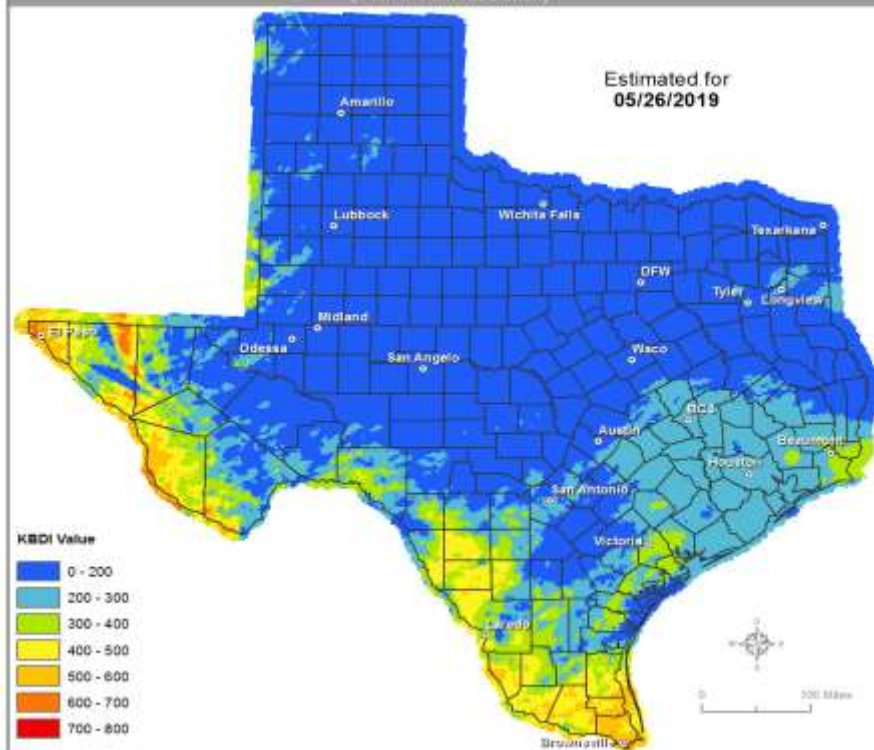 Estimated for
05/26/2019
Amarillo
Lubbock
Wichita Falls
Texarkana
DFW
Tyler
Longview
El Paso
Midland
Odessa
San Angelo
Waco
BCS
Austin
Beaumont
Houston
San Antonio
Victoria
Laredo
Brownsville
KBDI Value
0 - 200
200 - 300
300 - 400
400 - 500
500 - 600
600 - 700
700 - 800
N
W
E
S
0
Miles